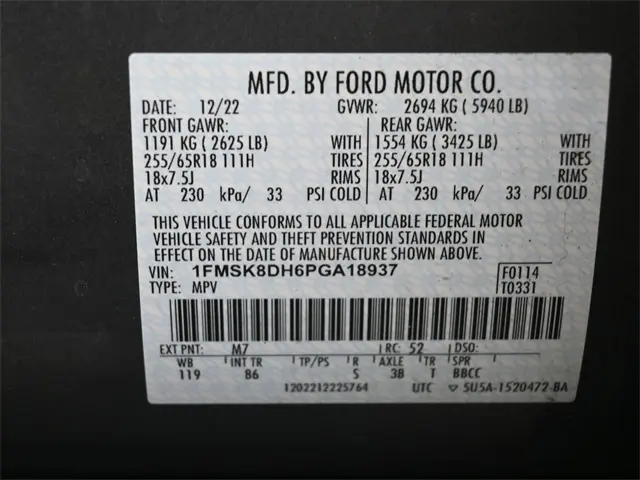 MFD. BY FORD MOTOR CO.
DATE: 12/22 GVWR: 2694 KG ( 5940 LB)
FRONT GAWR: REAR GAWR:
1191 KG ( 2625 LB) WITH 1554 KG ( 3425 LB) WITH
255/65R18 111H TIRES 255/65R18 111H TIRES
18x7.5J RIMS 18x7.5J RIMS
AT 230 kPa/ 33 PSI COLD AT 230 kPa/ 33 PSI COLD
THIS VEHICLE CONFORMS TO ALL APPLICABLE FEDERAL MOTOR
VEHICLE SAFETY AND THEFT PREVENTION STANDARDS IN
EFFECT ON THE DATE OF MANUFACTURE SHOWN ABOVE.
VIN: 1FMSK8DH6PGA18937 F0114
TYPE: MPV T0331
EXT PNT: M7 RC: 52 DSO:
WB INT TR TP/PS R AXLE TR SPR
119 86 S 3B T BBCC
1202212225764 UTC ▽ 5U5A-1520472-BA